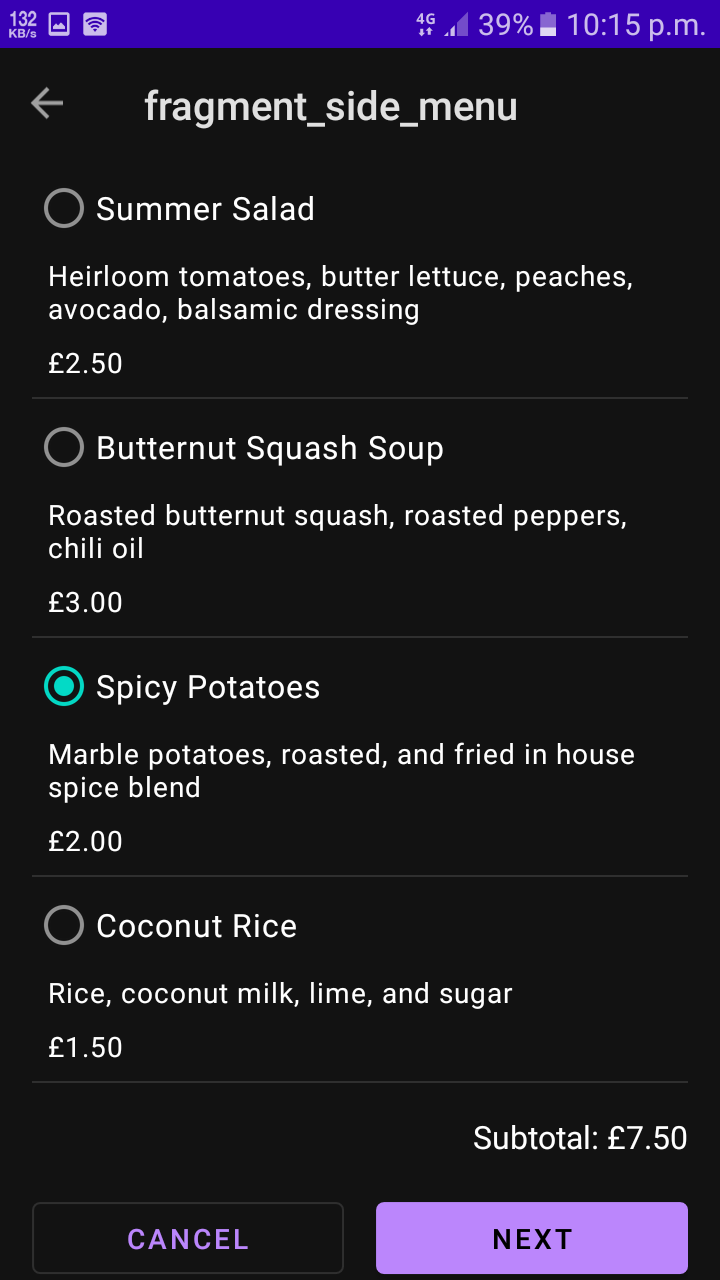 132
KB/s
4G 39% 10:15 p.m.
fragment_side_menu
Summer Salad
Heirloom tomatoes, butter lettuce, peaches,
avocado, balsamic dressing
£2.50
Butternut Squash Soup
Roasted butternut squash, roasted peppers,
chili oil
£3.00
Spicy Potatoes
Marble potatoes, roasted, and fried in house
spice blend
£2.00
Coconut Rice
Rice, coconut milk, lime, and sugar
£1.50
Subtotal: £7.50
CANCEL NEXT